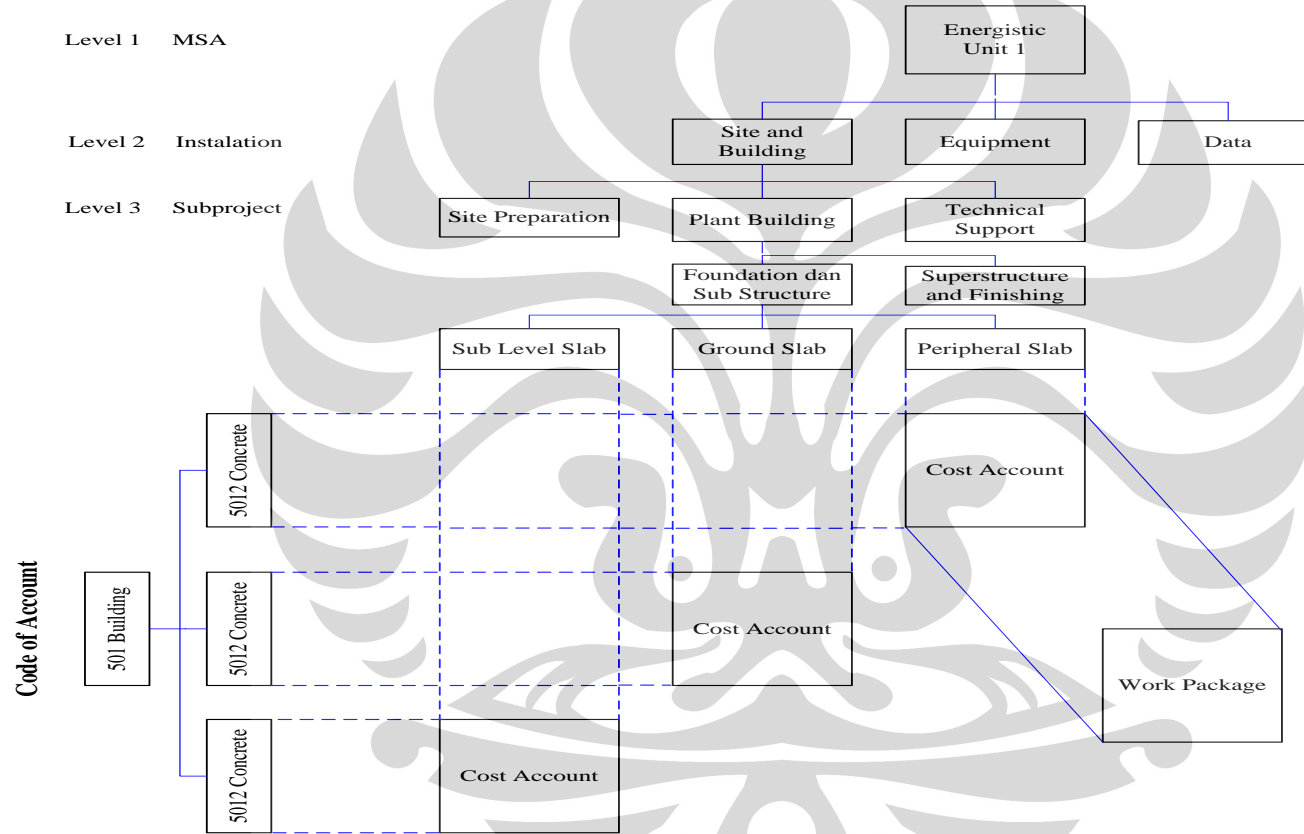 Level 1 MSA
Energistic
Unit 1
Level 2 Instalation
Site and
Building
Equipment
Data
Level 3 Subproject
Site Preparation
Plant Building
Technical
Support
Foundation dan
Sub Structure
Superstructure
and Finishing
Sub Level Slab
Ground Slab
Peripheral Slab
Code of Account
501 Building
5012 Concrete
Cost Account
5012 Concrete
Cost Account
Work Package
5012 Concrete
Cost Account